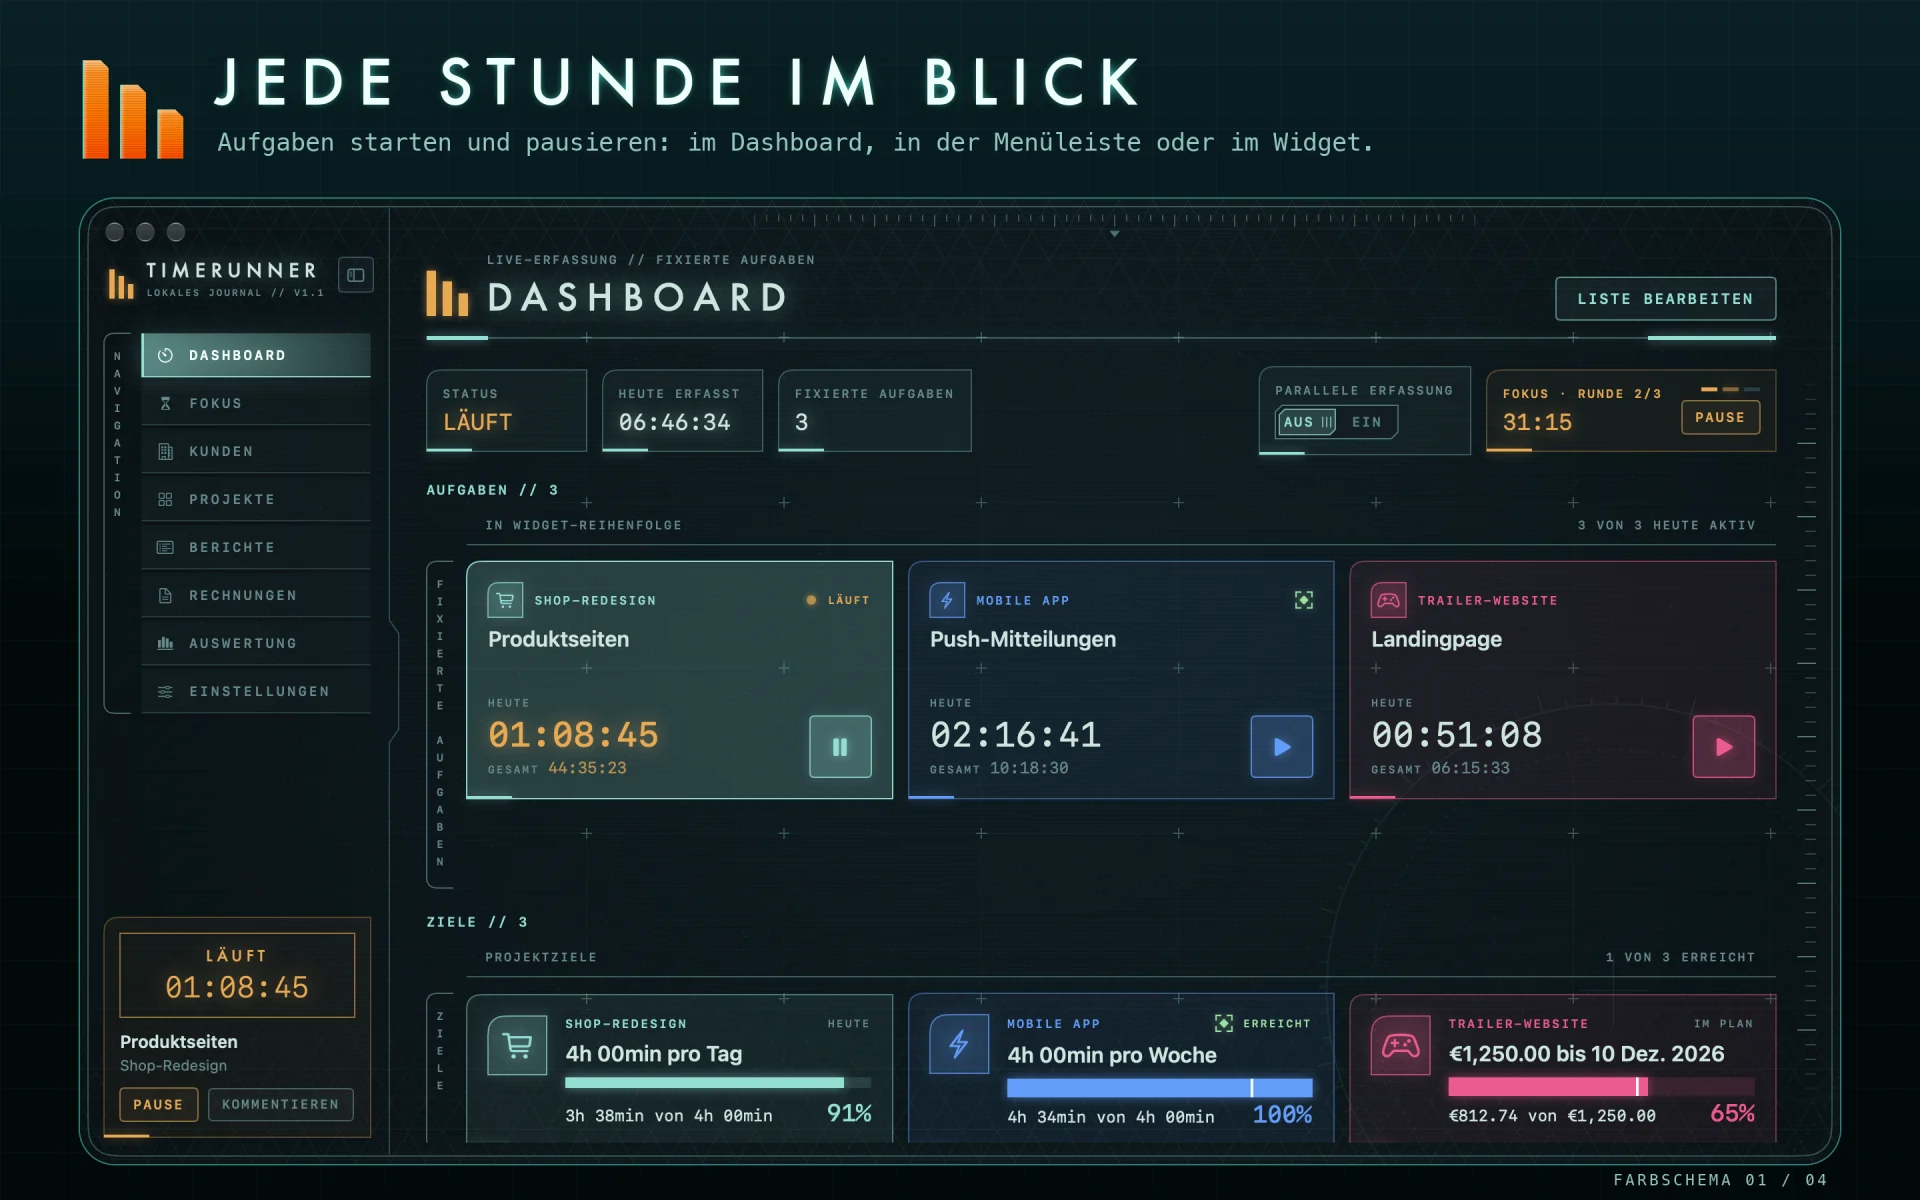 JEDE STUNDE IM BLICK
Aufgaben starten und pausieren: im Dashboard, in der Menüleiste oder im Widget.
TIMERUNNER
LOKALES JOURNAL // V1.1
NAVIGATION
DASHBOARD
FOKUS
KUNDEN
PROJEKTE
BERICHTE
RECHNUNGEN
AUSWERTUNG
EINSTELLUNGEN
LÄUFT
01:08:45
Produktseiten
Shop-Redesign
PAUSE KOMMENTIEREN
LIVE-ERFASSUNG // FIXIERTE AUFGABEN
DASHBOARD
LISTE BEARBEITEN
STATUS
LÄUFT
HEUTE ERFASST
06:46:34
FIXIERTE AUFGABEN
3
PARALLELE ERFASSUNG
AUS EIN
FOKUS · RUNDE 2/3
31:15
PAUSE
AUFGABEN // 3
IN WIDGET-REIHENFOLGE
3 VON 3 HEUTE AKTIV
FIXIERTE AUFGABEN
SHOP-REDESIGN
LÄUFT
Produktseiten
HEUTE
01:08:45
GESAMT 44:35:23
MOBILE APP
Push-Mitteilungen
HEUTE
02:16:41
GESAMT 10:18:30
TRAILER-WEBSITE
Landingpage
HEUTE
00:51:08
GESAMT 06:15:33
ZIELE // 3
PROJEKTZIELE
1 VON 3 ERREICHT
ZIELE
SHOP-REDESIGN
HEUTE
4h 00min pro Tag
3h 38min von 4h 00min
91%
MOBILE APP
ERREICHT
4h 00min pro Woche
4h 34min von 4h 00min
100%
TRAILER-WEBSITE
IM PLAN
€1,250.00 bis 10 Dez. 2026
€812.74 von €1,250.00
65%
FARBSCHEMA 01 / 04